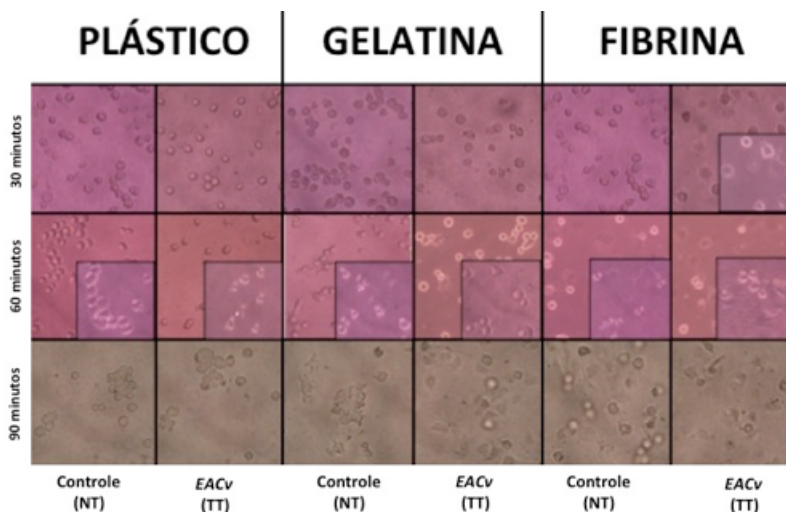 PLÁSTICO GELATINA FIBRINA
30 minutos
60 minutos
90 minutos
Controle EACv Controle EACv Controle EACv
(NT) (TT) (NT) (TT) (NT) (TT)